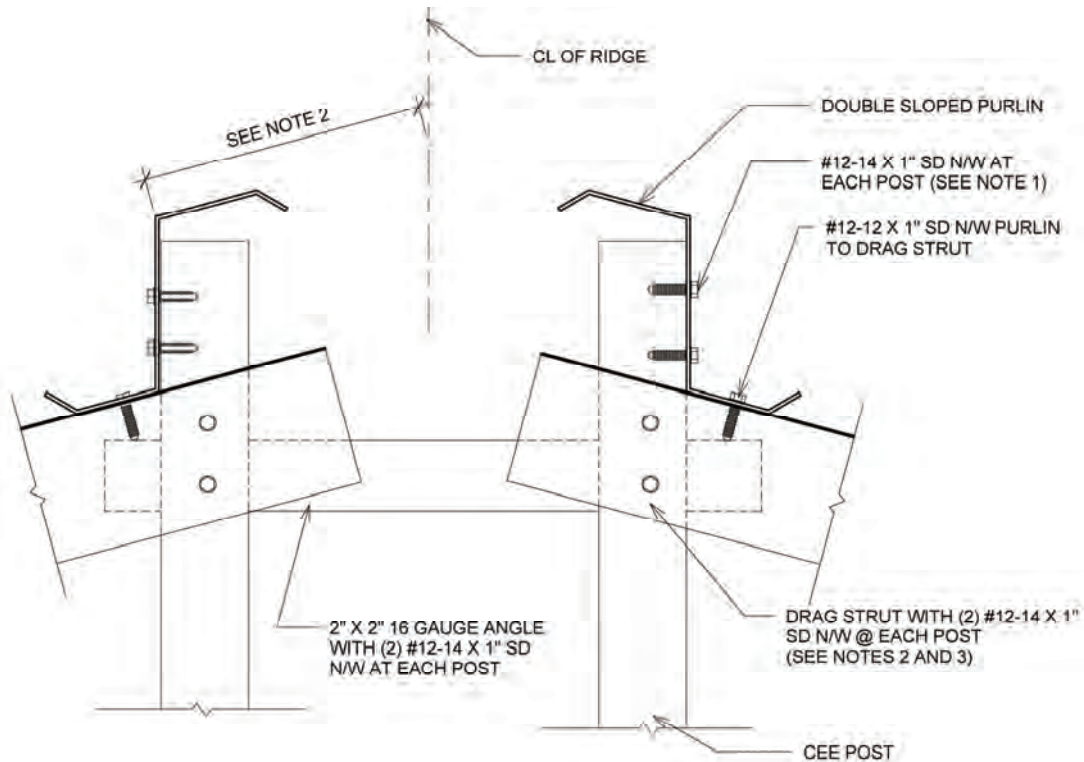 CL OF RIDGE
SEE NOTE 2
DOUBLE SLOPED PURLIN
#12-14 X 1" SD N/W AT
EACH POST (SEE NOTE 1)
#12-12 X 1" SD N/W PURLIN
TO DRAG STRUT
2" X 2" 16 GAUGE ANGLE
WITH (2) #12-14 X 1" SD
N/W AT EACH POST
DRAG STRUT WITH (2) #12-14 X 1"
SD N/W @ EACH POST
(SEE NOTES 2 AND 3)
CEE POST